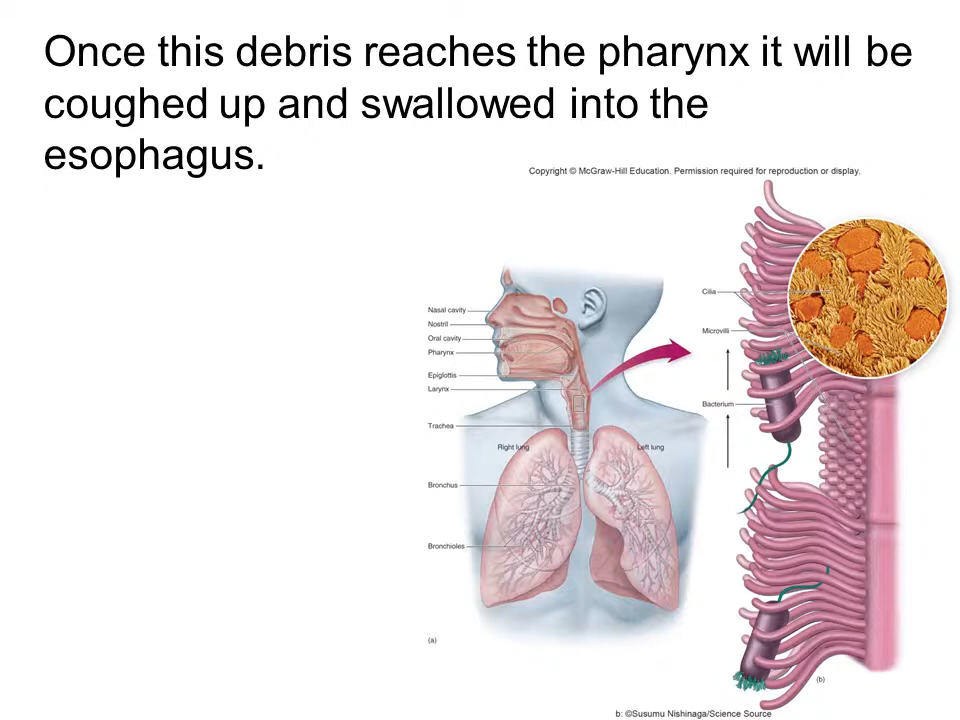 Once this debris reaches the pharynx it will be
coughed up and swallowed into the
esophagus.
Copyright © McGraw-Hill Education. Permission required for reproduction or display.
Cilia
Nasal cavity
Nostril
Microvilli
Oral cavity
Pharynx
Epiglottis
Larynx
Bacterium
Trachea
Right lung
Left lung
Bronchus
Bronchioles
(a)
(b)
b: ©Susumu Nishinaga/Science Source